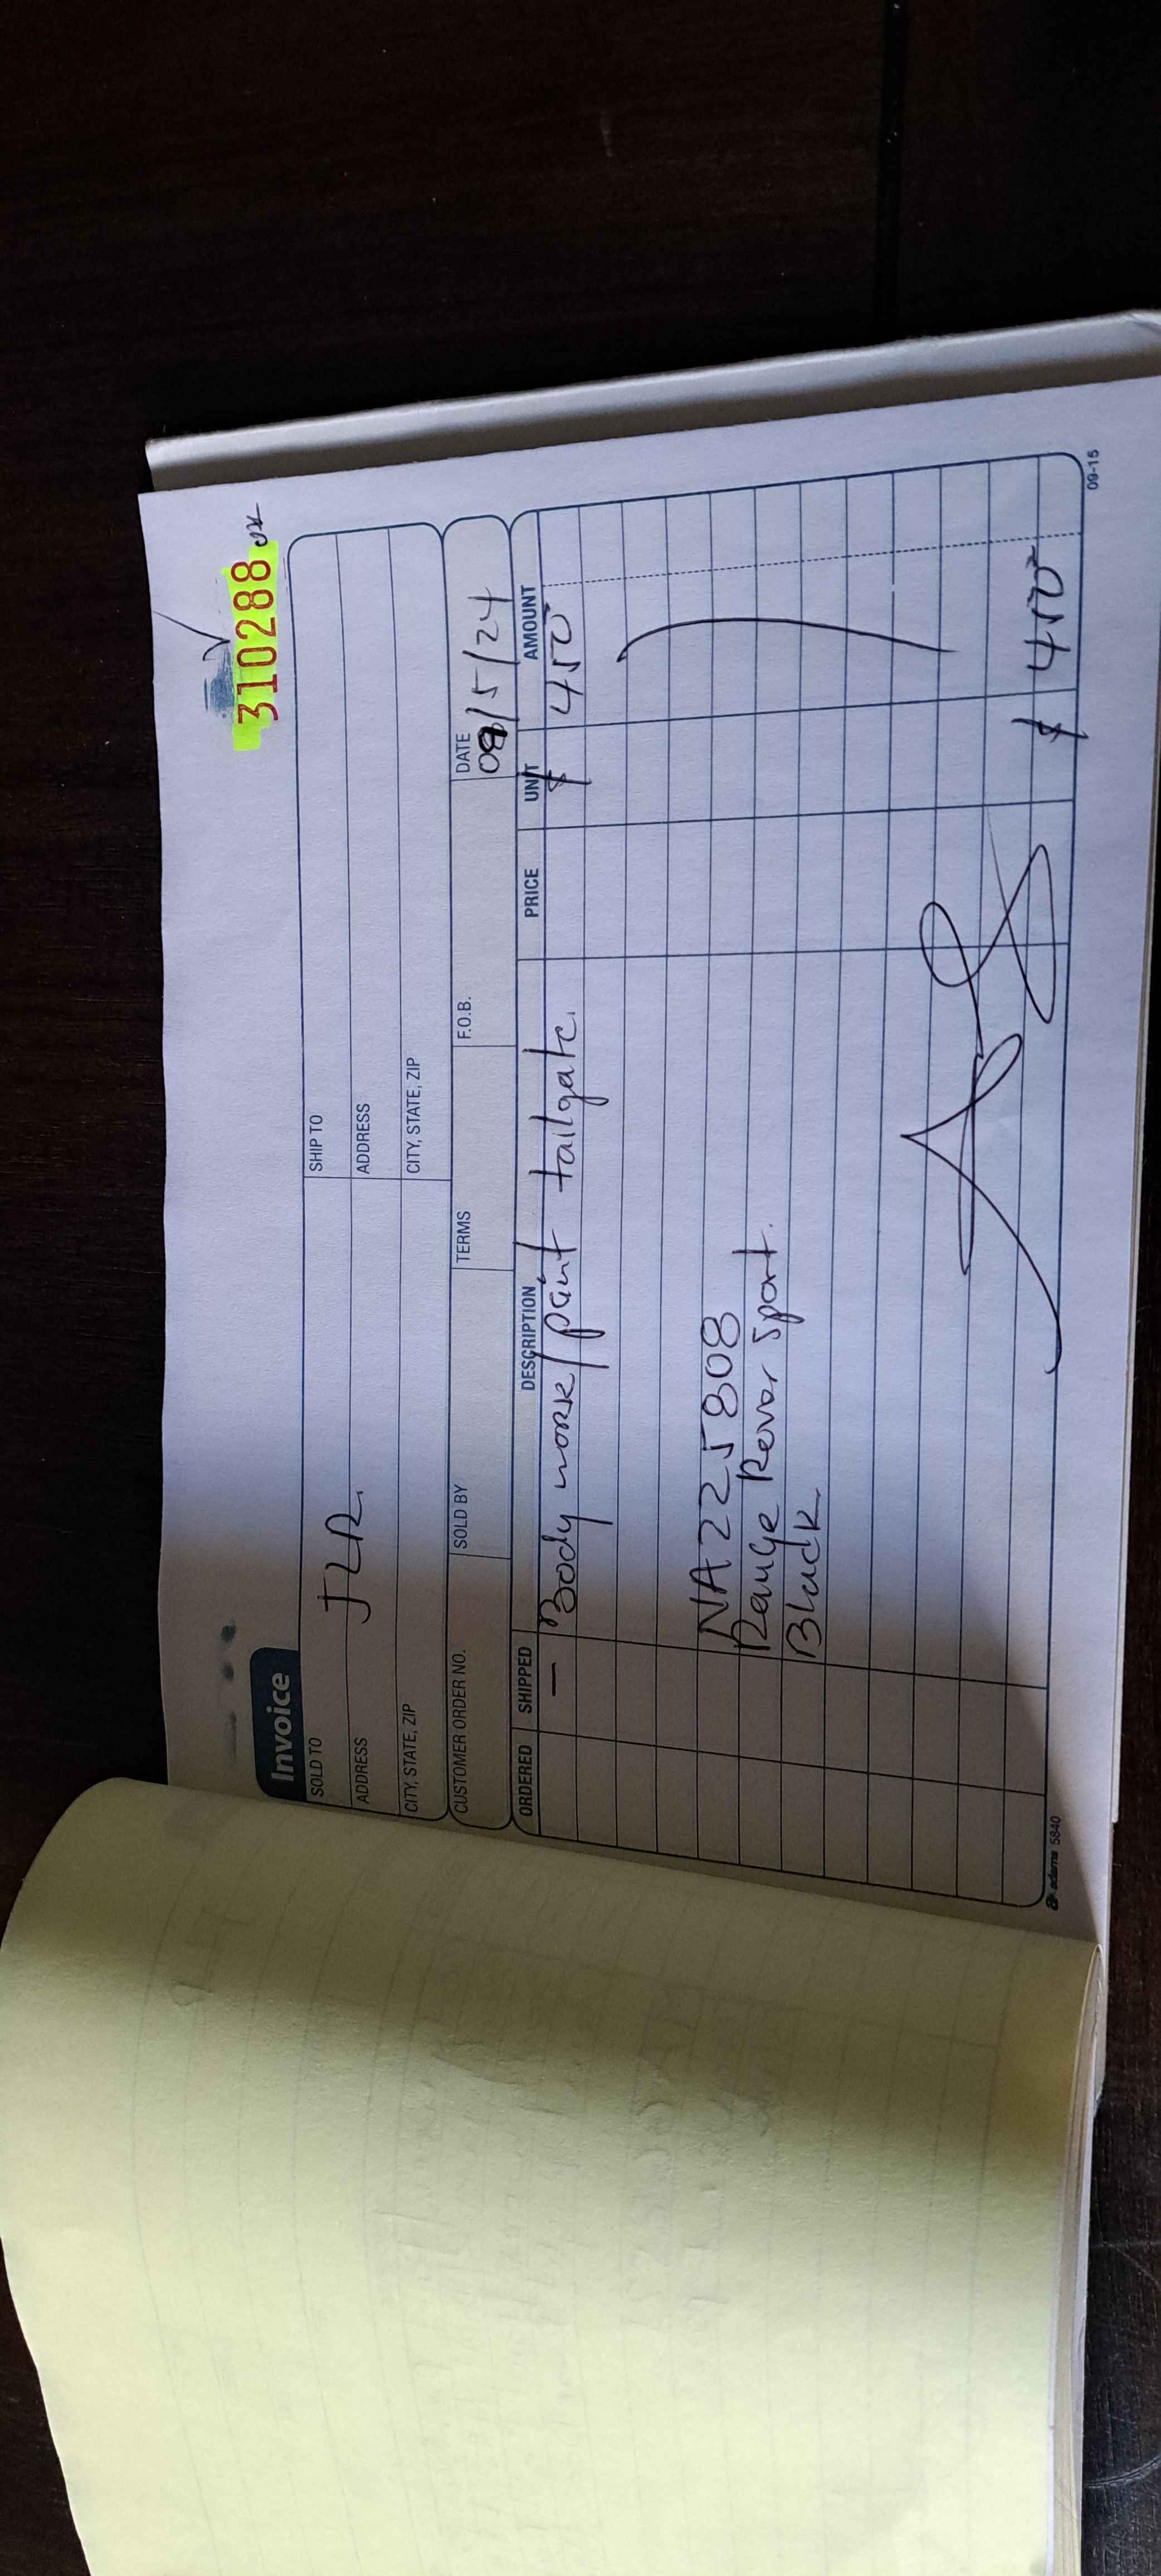 310288 OK
Invoice
SOLD TO JLR.
SHIP TO
ADDRESS
ADDRESS
CITY, STATE, ZIP
CITY, STATE, ZIP
CUSTOMER ORDER NO.
SOLD BY
TERMS
F.O.B.
DATE 08/5/24
ORDERED SHIPPED DESCRIPTION PRICE UNIT AMOUNT
— Body work/paint tailgate. $ 450
NA225808
Range Rover Sport.
Black
$ 450
adams 5840
09-15